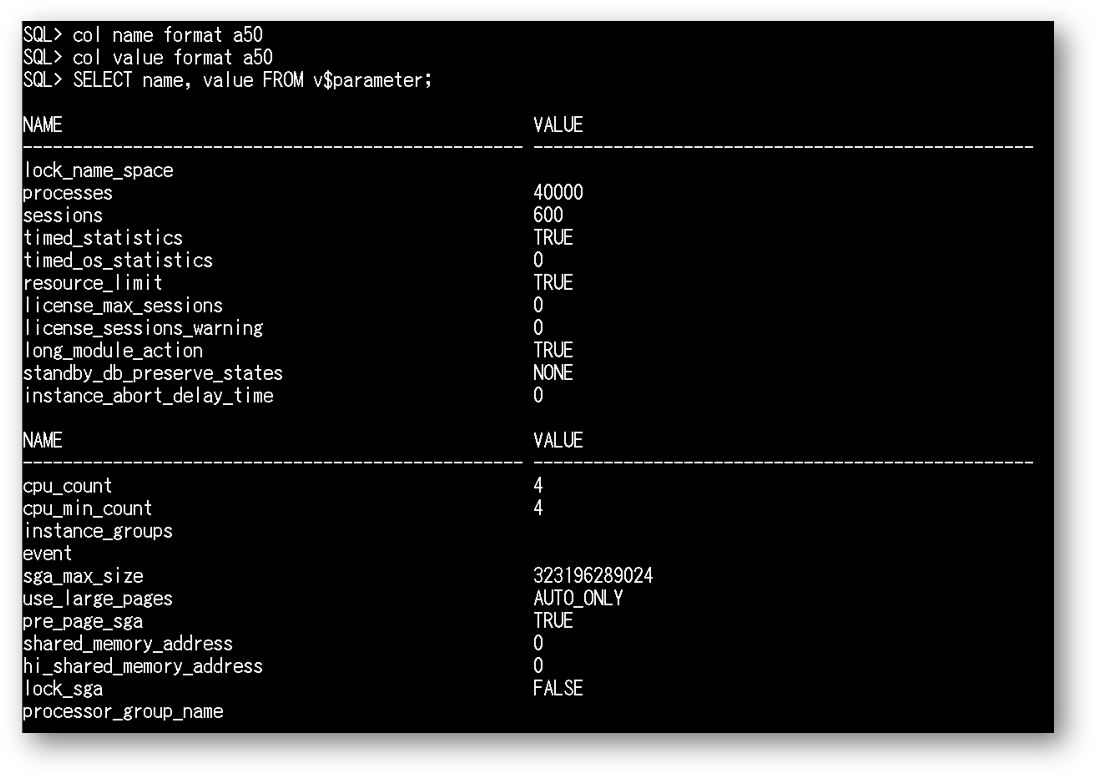 SQL> col name format a50
SQL> col value format a50
SQL> SELECT name, value FROM v$parameter;
NAME VALUE
-------------------------------------------------- --------------------------------------------------
lock_name_space
processes 40000
sessions 600
timed_statistics TRUE
timed_os_statistics 0
resource_limit TRUE
license_max_sessions 0
license_sessions_warning 0
long_module_action TRUE
standby_db_preserve_states NONE
instance_abort_delay_time 0
NAME VALUE
-------------------------------------------------- --------------------------------------------------
cpu_count 4
cpu_min_count 4
instance_groups
event
sga_max_size 323196289024
use_large_pages AUTO_ONLY
pre_page_sga TRUE
shared_memory_address 0
hi_shared_memory_address 0
lock_sga FALSE
processor_group_name